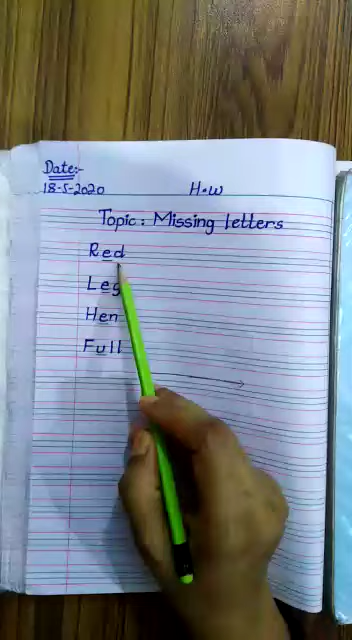 Date:-
18-5-2020 H.W
Topic: Missing letters
Red
Leg
Hen
Full